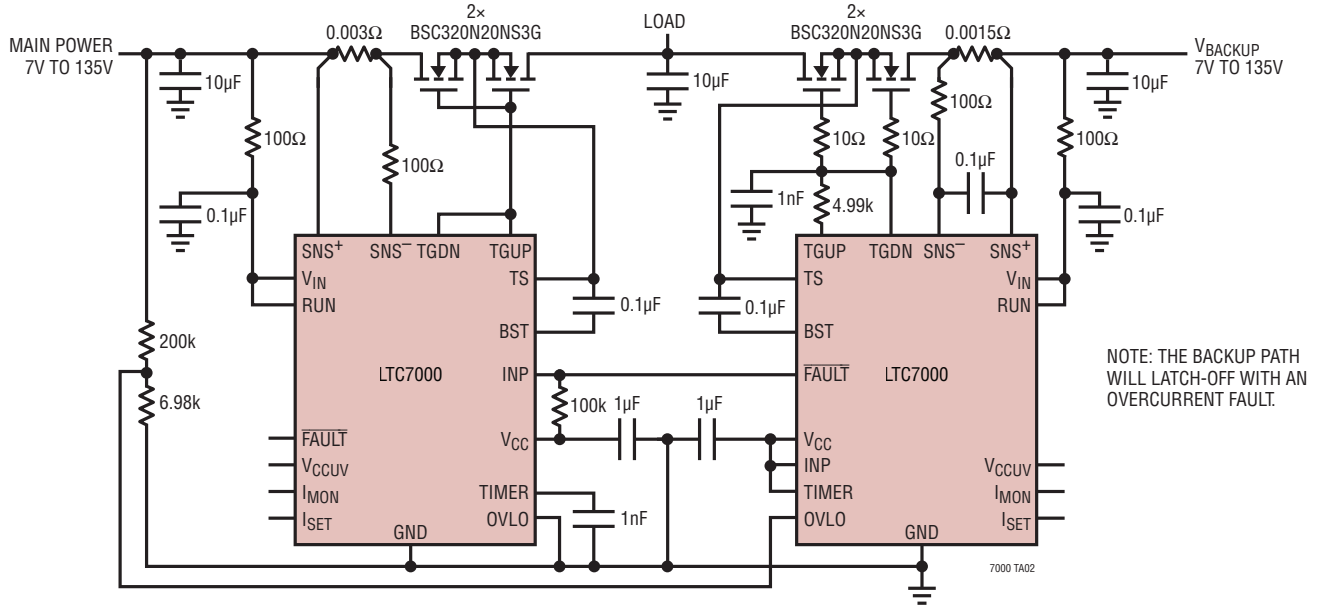 2×
BSC320N20NS3G
2×
BSC320N20NS3G
MAIN POWER
7V TO 135V
0.003Ω
LOAD
0.0015Ω
VBACKUP
7V TO 135V
10µF
10µF
10µF
100Ω
100Ω
10Ω
10Ω
100Ω
0.1µF
100Ω
0.1µF
1nF
4.99k
0.1µF
SNS+
SNS–
TGDN
TGUP
TGUP
TGDN
SNS–
SNS+
VIN
TS
TS
VIN
RUN
0.1µF
0.1µF
RUN
BST
BST
200k
LTC7000
INP
FAULT
LTC7000
NOTE: THE BACKUP PATH
WILL LATCH-OFF WITH AN
OVERCURRENT FAULT.
6.98k
100k
1µF
1µF
FAULT
VCC
VCC
VCCUV
INP
VCCUV
IMON
TIMER
TIMER
IMON
ISET
OVLO
1nF
OVLO
ISET
GND
GND
7000 TA02